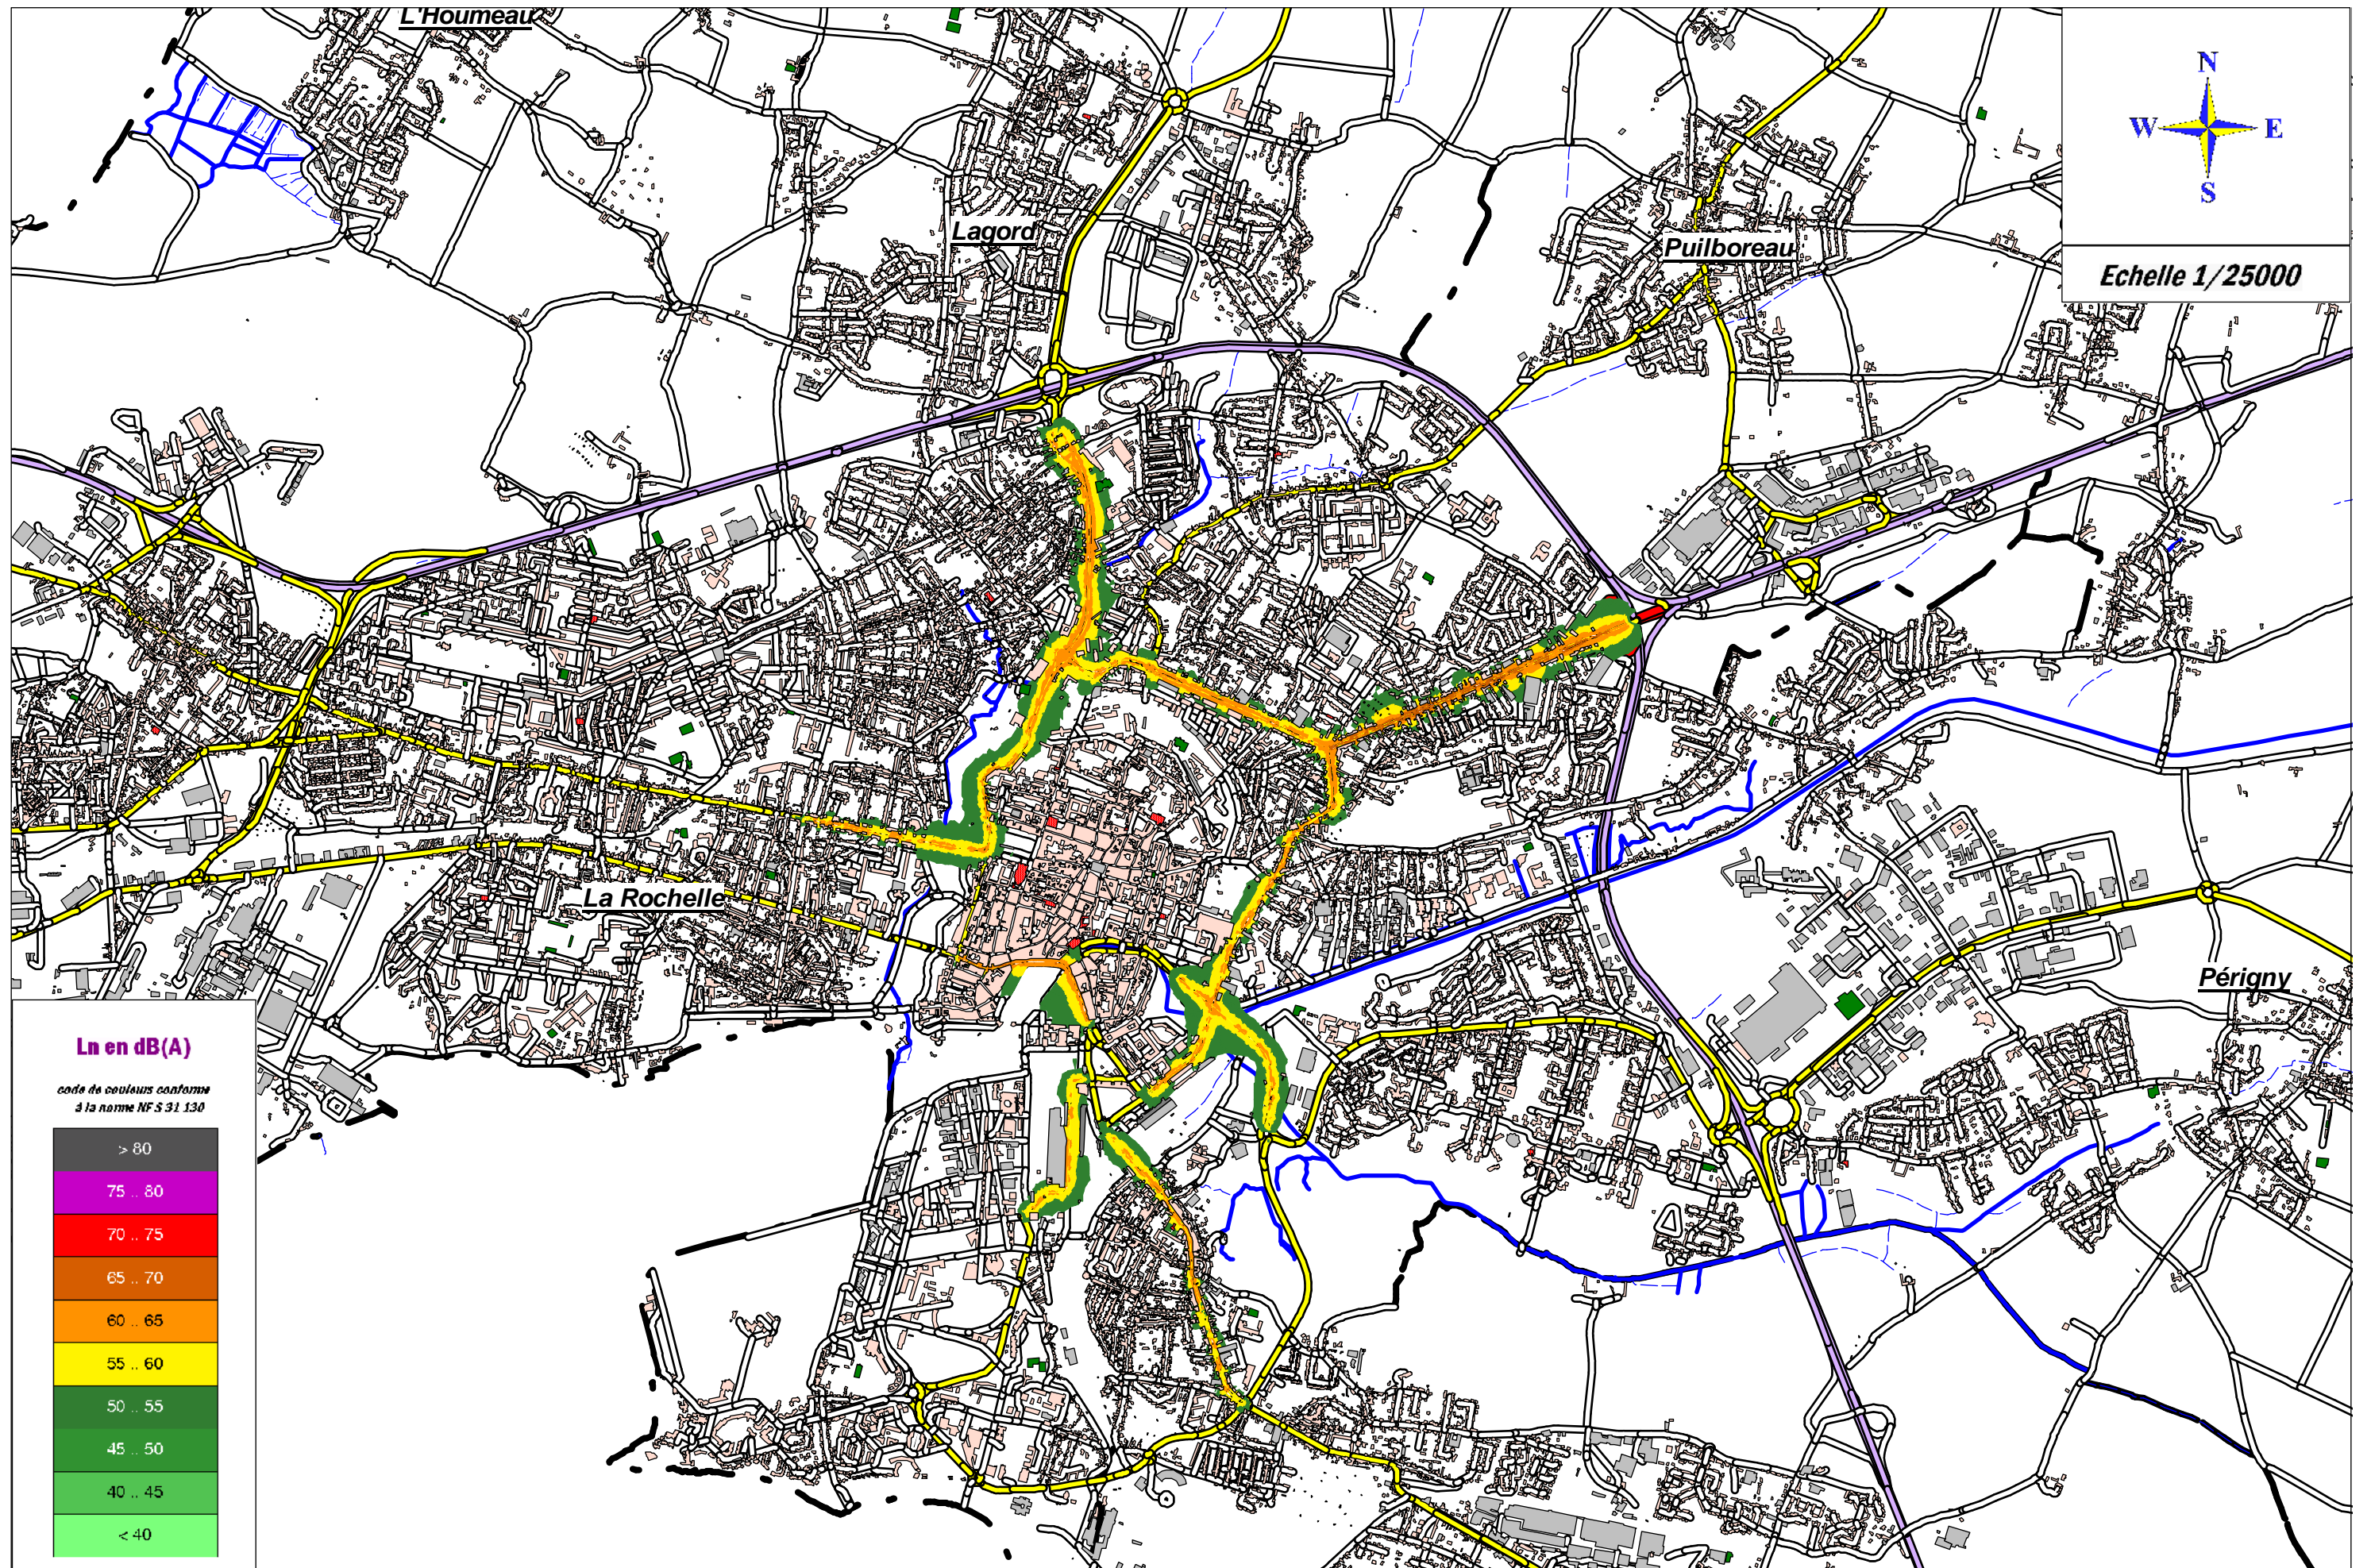 L'Houmeau
N
W E
S
Lagord
Puilboreau
Echelle 1/25000
La Rochelle
Périgny
Ln en dB(A)
code de couleurs conforme
à la norme NF S 31 130
> 80
75 .. 80
70 .. 75
65 .. 70
60 .. 65
55 .. 60
50 .. 55
45 .. 50
40 .. 45
< 40